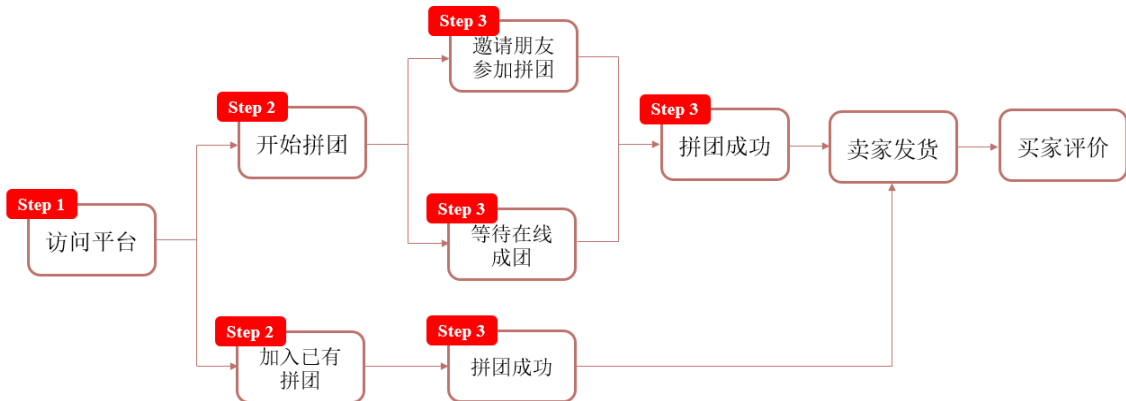 Step 1
访问平台
Step 2
开始拼团
Step 3
邀请朋友
参加拼团
Step 3
等待在线
成团
Step 3
拼团成功
卖家发货
买家评价
Step 2
加入已有
拼团
Step 3
拼团成功